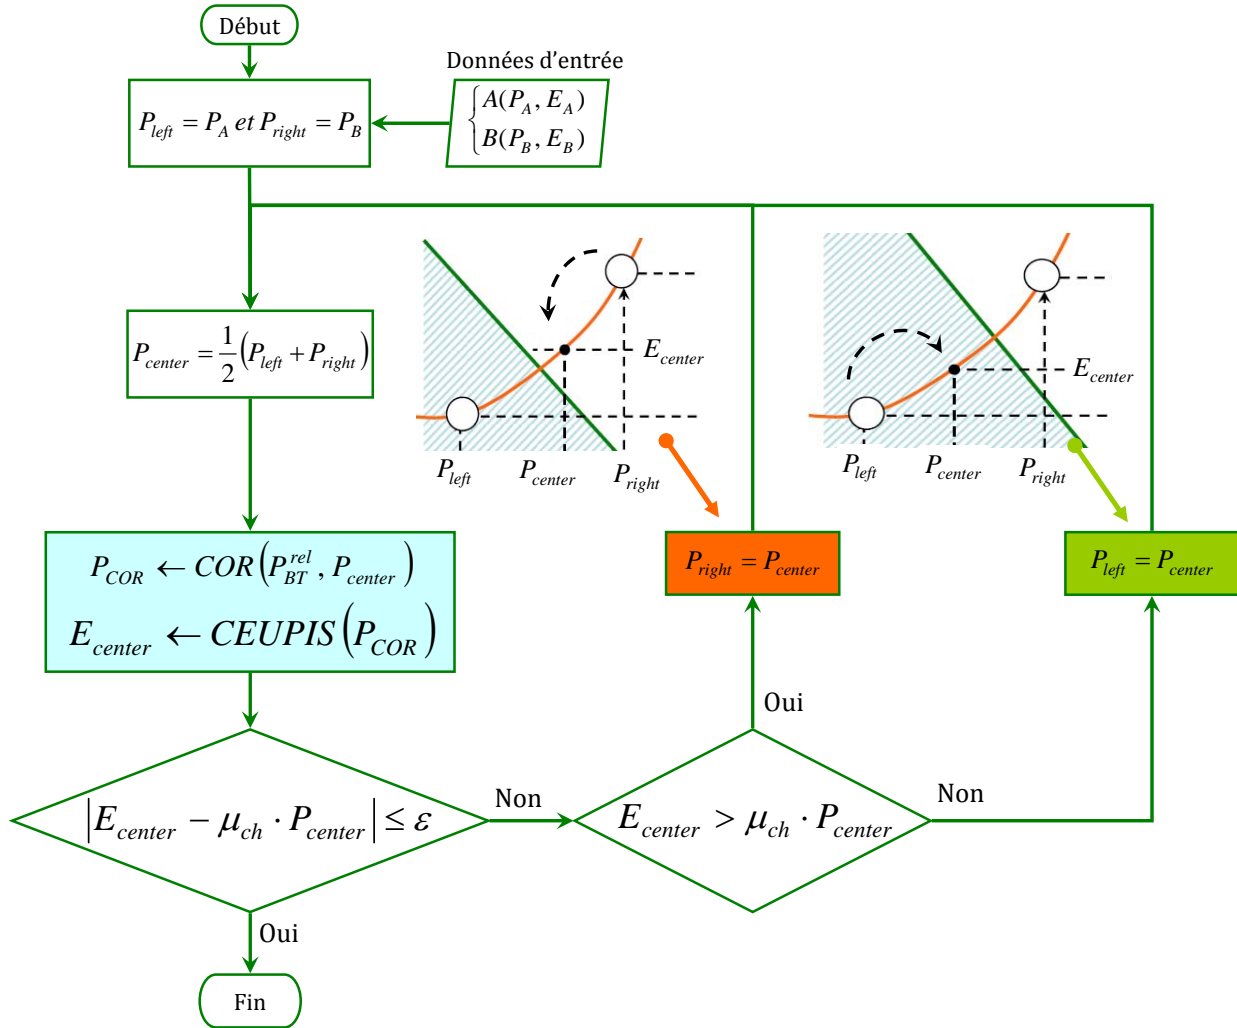 Début
Données d'entrée
P_left = P_A et P_right = P_B
{ A(P_A, E_A)
B(P_B, E_B)
P_center = 1/2 (P_left + P_right)
E_center
P_left
P_center
P_right
E_center
P_left
P_center
P_right
P_COR ← COR(P_BT^rel, P_center)
E_center ← CEUPIS(P_COR)
P_right = P_center
P_left = P_center
Oui
|E_center − μ_ch · P_center| ≤ ε
Non
E_center > μ_ch · P_center
Non
Oui
Fin